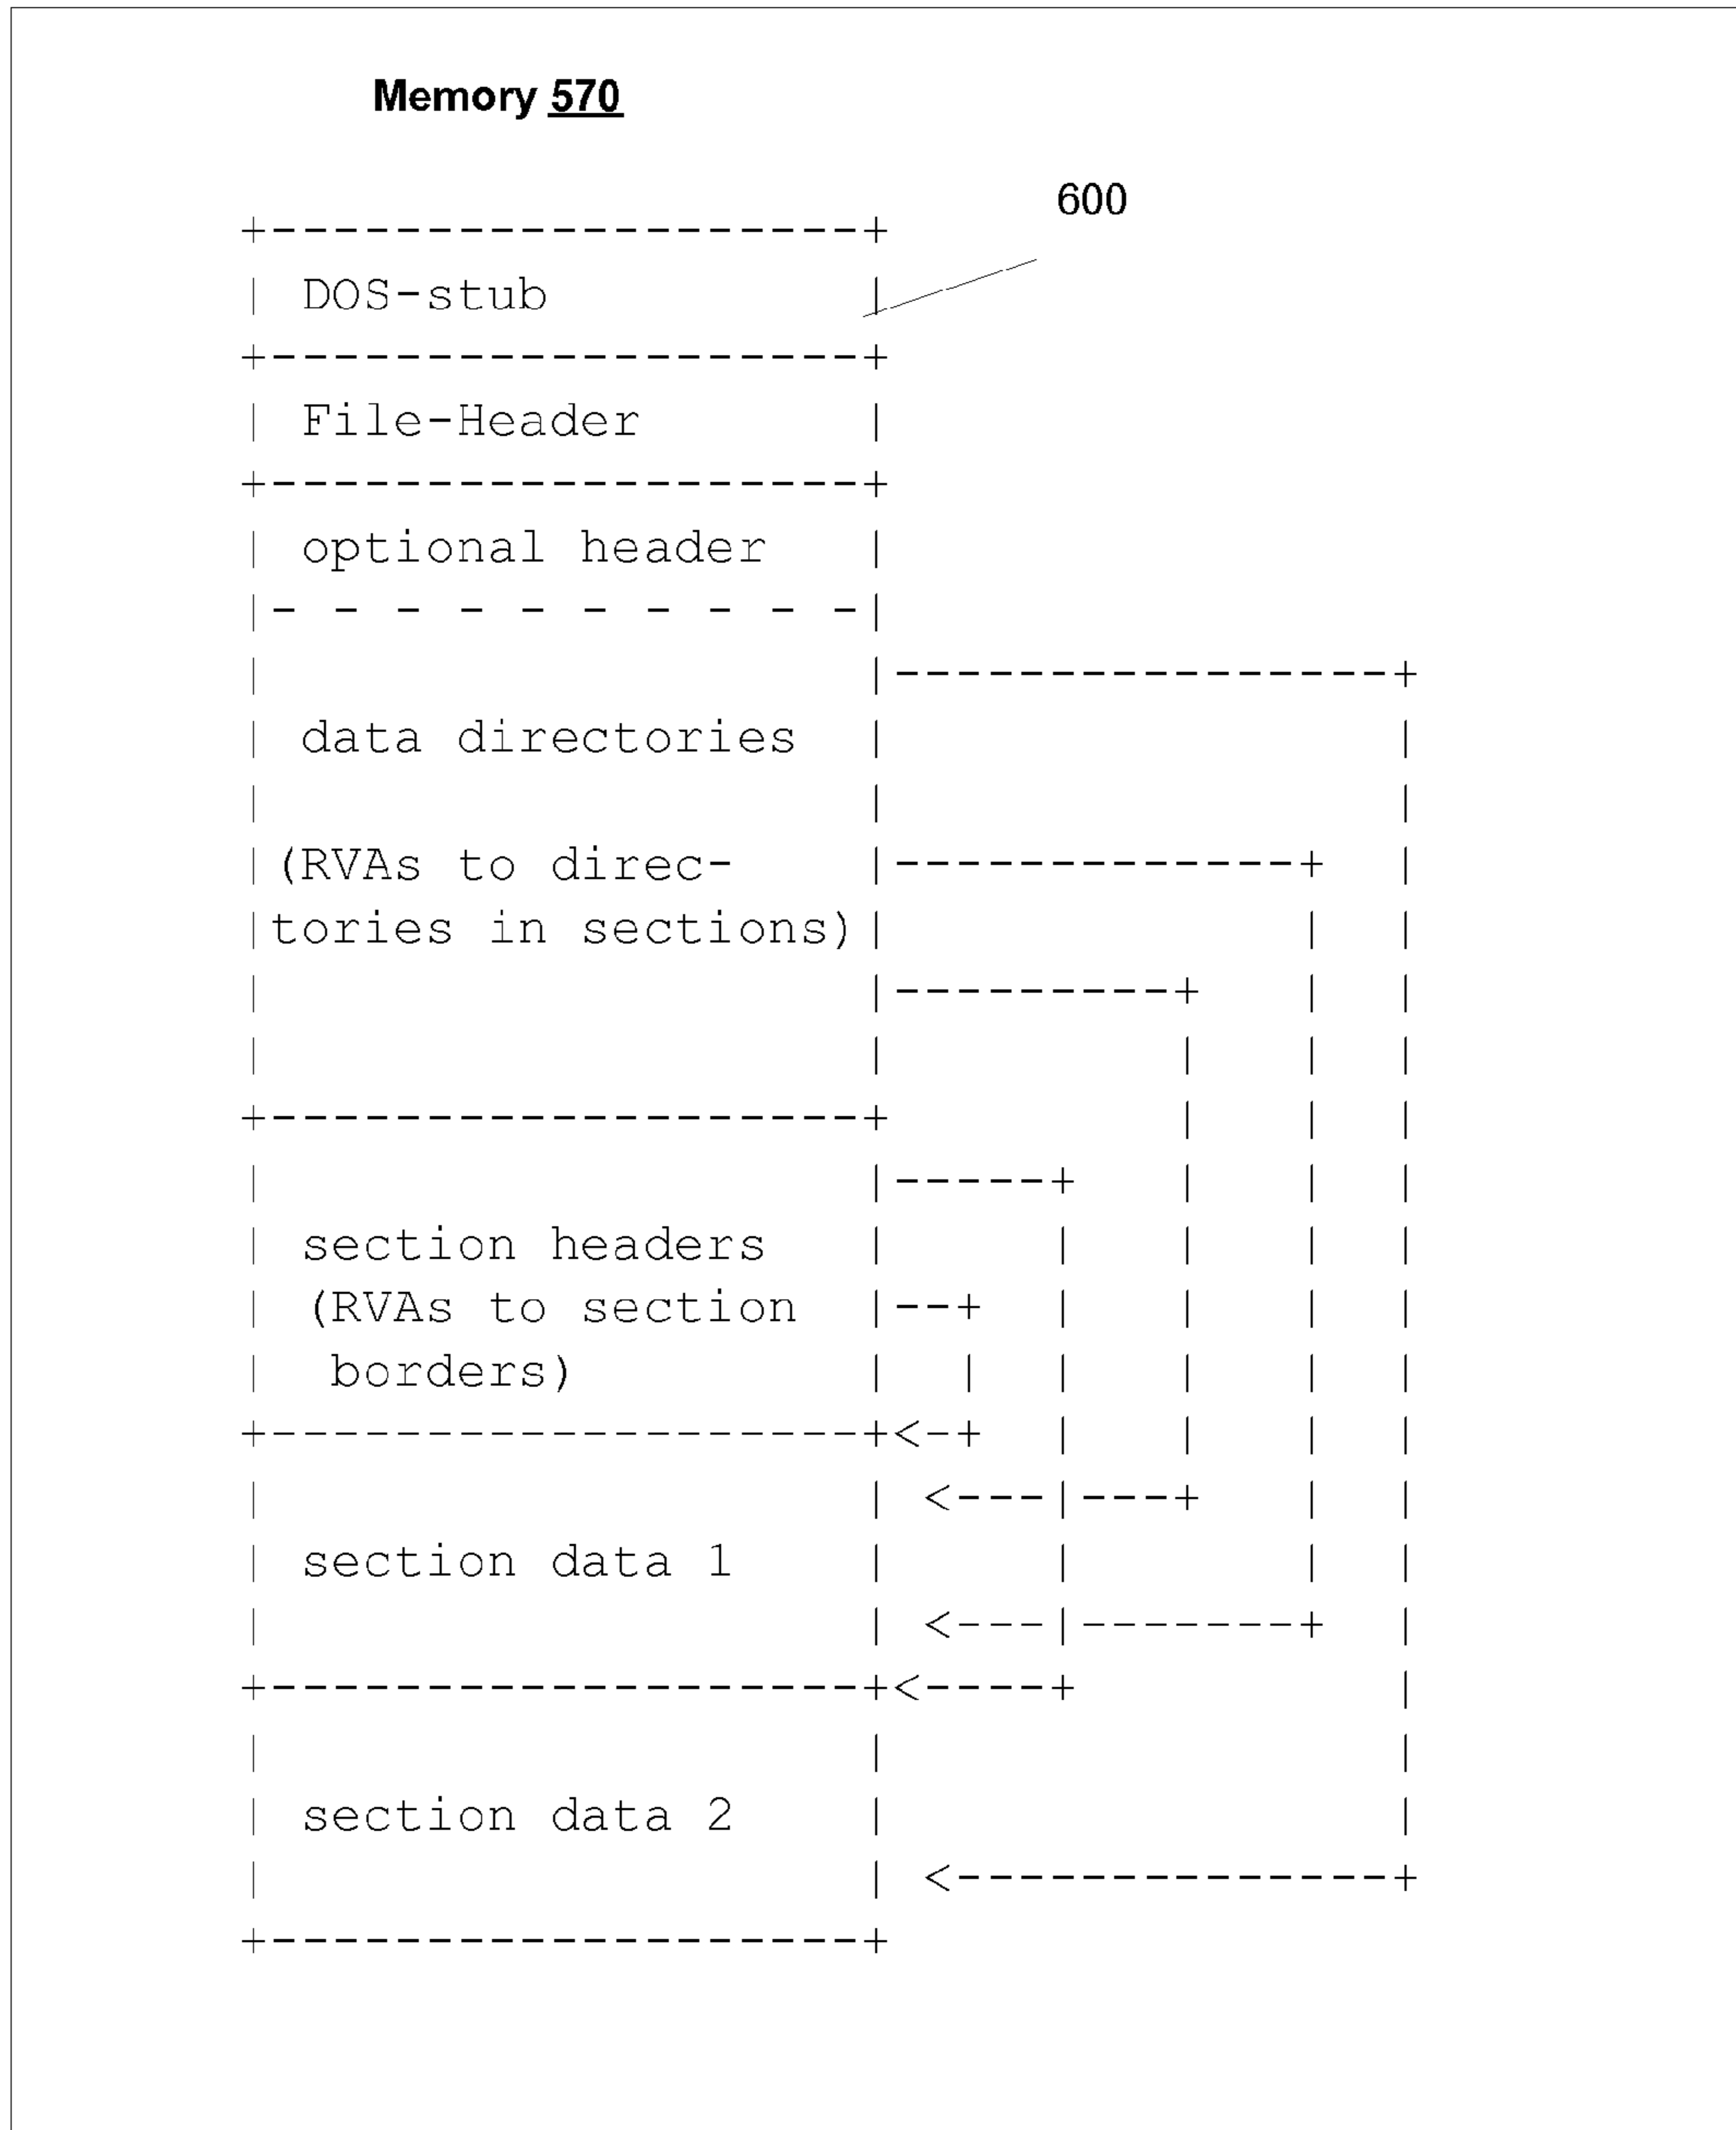 Memory 570
600
DOS-stub
File-Header
optional header
data directories
(RVAs to direc-
tories in sections)
section headers
(RVAs to section
borders)
section data 1
section data 2